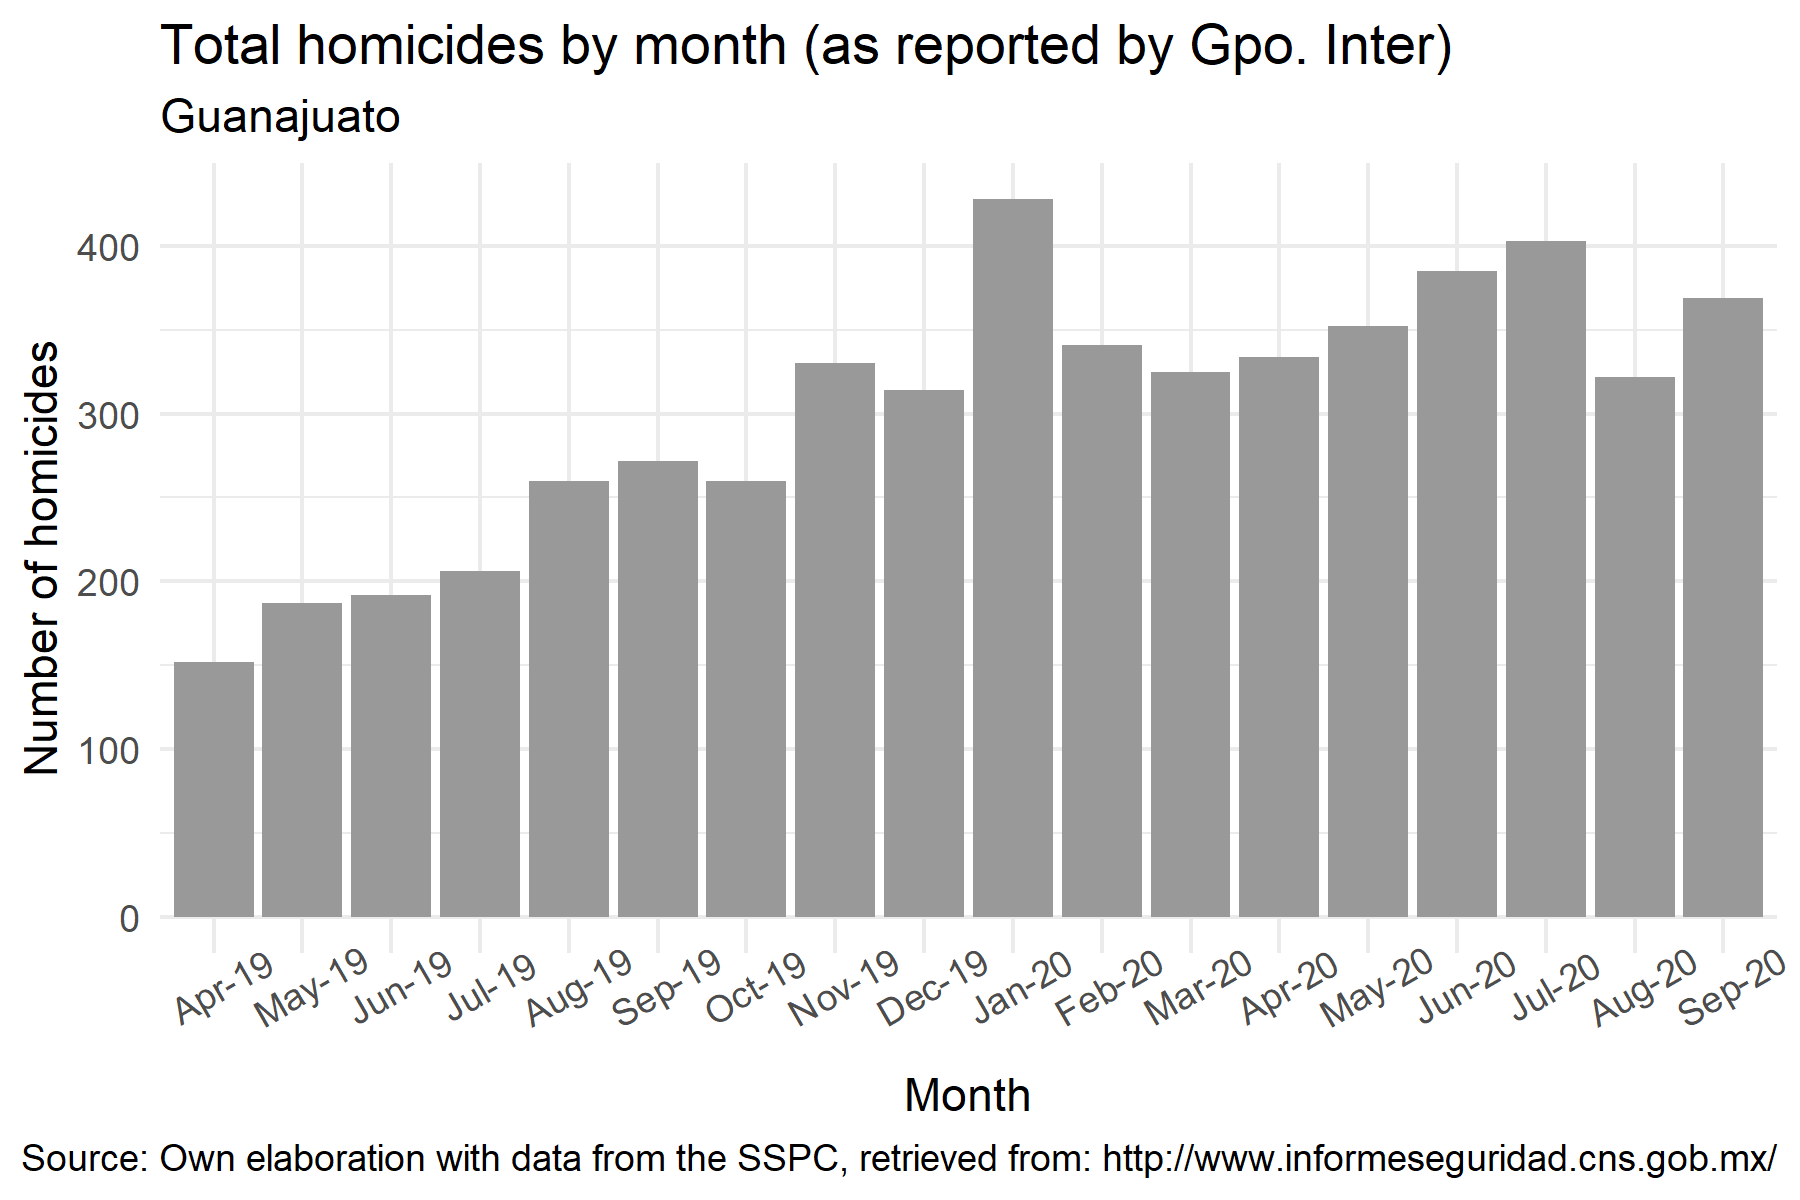 Total homicides by month (as reported by Gpo. Inter)
Guanajuato
Number of homicides
400
300
200
100
0
Apr-19
May-19
Jun-19
Jul-19
Aug-19
Sep-19
Oct-19
Nov-19
Dec-19
Jan-20
Feb-20
Mar-20
Apr-20
May-20
Jun-20
Jul-20
Aug-20
Sep-20
Month
Source: Own elaboration with data from the SSPC, retrieved from: http://www.informeseguridad.cns.gob.mx/